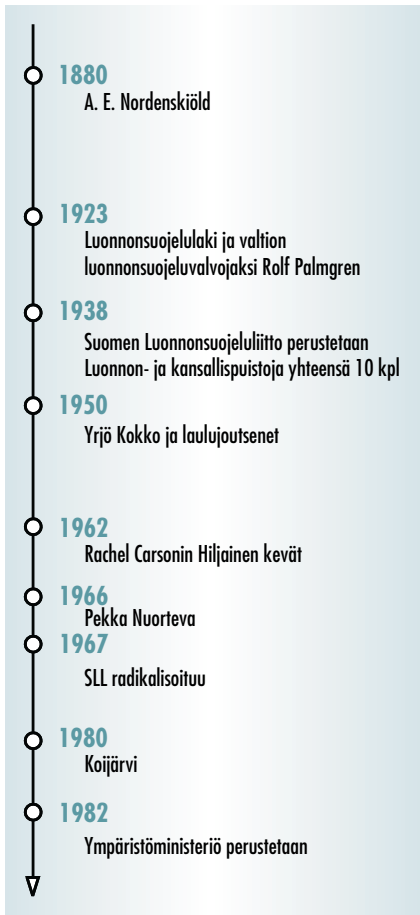 1880
A. E. Nordenskiöld
1923
Luonnonsuojelulaki ja valtion
luonnonsuojeluvalvojaksi Rolf Palmgren
1938
Suomen Luonnonsuojeluliitto perustetaan
Luonnon- ja kansallispuistoja yhteensä 10 kpl
1950
Yrjö Kokko ja laulujoutsenet
1962
Rachel Carsonin Hiljainen kevät
1966
Pekka Nuorteva
1967
SLL radikalisoituu
1980
Koijärvi
1982
Ympäristöministeriö perustetaan